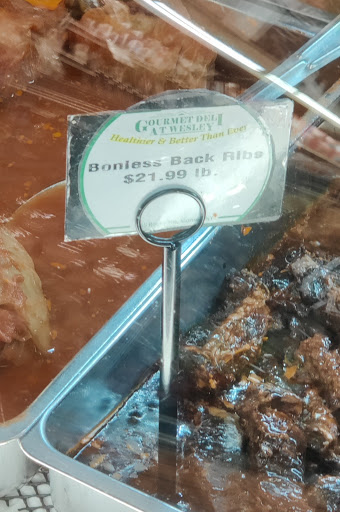 GOURMET DELI
AT WESLEY
Healthier & Better Than Ever
Bonless Back Ribs
$21.99 lb.